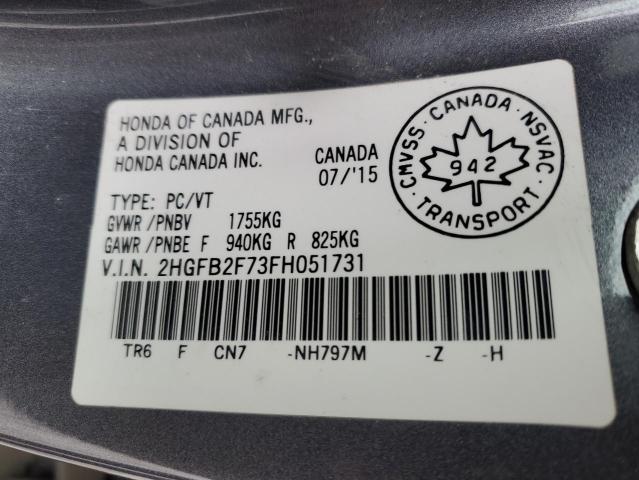 HONDA OF CANADA MFG.,
A DIVISION OF
HONDA CANADA INC.
CANADA
07/'15
CMVSS · CANADA · NSVAC
942
· TRANSPORT ·
TYPE: PC/VT
GVWR/PNBV 1755KG
GAWR/PNBE F 940KG R 825KG
V.I.N. 2HGFB2F73FH051731
TR6 F CN7 -NH797M -Z -H